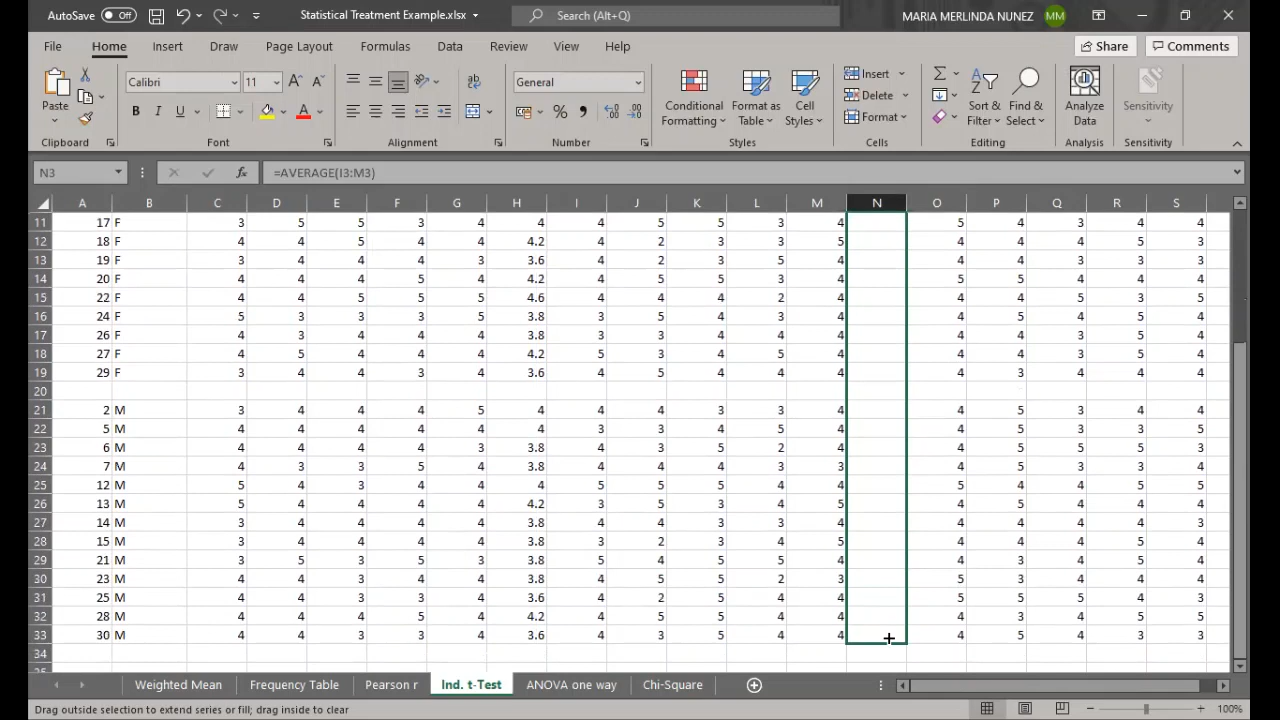 AutoSave Off Statistical Treatment Example.xlsx Search (Alt+Q) MARIA MERLINDA NUNEZ MM
File Home Insert Draw Page Layout Formulas Data Review View Help Share Comments
Paste Calibri 11 General Conditional Formatting Format as Table Cell Styles Insert Delete Format Sort & Filter Find & Select Analyze Data Sensitivity
Clipboard Font Alignment Number Styles Cells Editing Analysis Sensitivity
N3 fx =AVERAGE(I3:M3)
A B C D E F G H I J K L M N O P Q R S
11 17 F 3 5 5 3 4 4 4 5 5 3 4 5 4 3 4 4
12 18 F 4 4 5 4 4 4.2 4 2 3 3 5 4 4 4 5 3
13 19 F 3 4 4 4 3 3.6 4 2 3 5 4 4 4 3 3 3
14 20 F 4 4 4 5 4 4.2 4 5 5 3 4 5 5 4 4 4
15 22 F 4 4 5 5 5 4.6 4 4 4 2 4 4 4 5 3 5
16 24 F 5 3 3 3 5 3.8 3 5 4 3 4 4 5 4 5 4
17 26 F 4 3 4 4 4 3.8 3 3 4 4 4 4 4 3 5 4
18 27 F 4 5 4 4 4 4.2 5 3 4 5 4 4 4 3 5 4
19 29 F 3 4 4 3 4 3.6 4 5 4 4 4 4 3 4 4 4
20
21 2 M 3 4 4 4 5 4 4 4 3 3 4 4 5 3 4 4
22 5 M 4 4 4 4 4 4 3 3 4 5 4 4 5 3 3 5
23 6 M 4 4 4 4 3 3.8 4 3 5 2 4 4 5 5 5 3
24 7 M 4 3 3 5 4 3.8 4 4 4 3 3 4 5 3 3 4
25 12 M 5 4 3 4 4 4 5 5 4 4 4 4 5 4 5 4
26 13 M 5 4 4 4 4 4.2 3 5 3 4 5 4 5 4 4 4
27 14 M 3 4 4 4 4 3.8 4 4 3 3 4 4 4 4 4 3
28 15 M 3 4 4 4 4 3.8 3 2 3 4 5 4 4 4 5 4
29 21 M 3 5 3 5 3 3.8 5 4 5 5 4 4 3 4 5 4
30 23 M 4 4 3 4 4 3.8 4 5 5 2 3 5 3 3 4 4
31 25 M 4 4 3 3 4 3.6 4 2 5 4 4 5 5 5 4 3
32 28 M 4 4 4 5 4 4.2 4 5 5 4 4 4 3 4 5 5
33 30 M 4 4 3 3 4 3.6 4 3 5 4 4 4 5 4 3 3
34
Weighted Mean Frequency Table Pearson r Ind. t-Test ANOVA one way Chi-Square
Drag outside selection to extend series or fill; drag inside to clear 100%